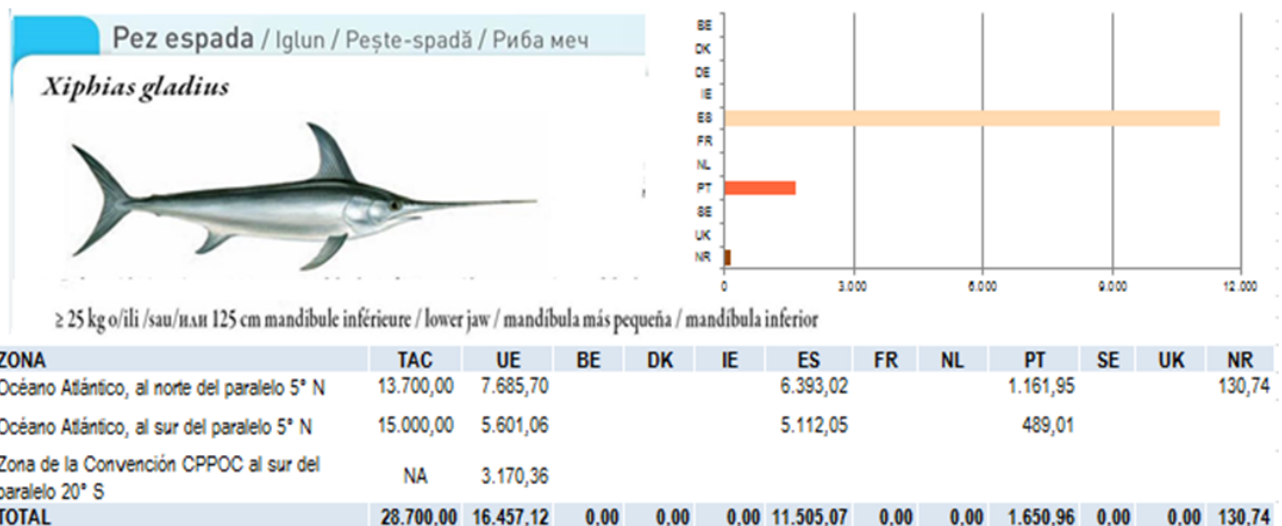 Pez espada / Iglun / Pește-spadă / Риба меч
Xiphias gladius
BE
DK
DE
IE
ES
FR
NL
PT
SE
UK
NR
0 3.000 6.000 9.000 12.000
≥ 25 kg o/ili /sau/или 125 cm mandibule inférieure / lower jaw / mandíbula más pequeña / mandíbula inferior
ZONA TAC UE BE DK IE ES FR NL PT SE UK NR
Océano Atlántico, al norte del paralelo 5° N 13.700,00 7.685,70 6.393,02 1.161,95 130,74
Océano Atlántico, al sur del paralelo 5° N 15.000,00 5.601,06 5.112,05 489,01
Zona de la Convención CPPOC al sur del
paralelo 20° S NA 3.170,36
TOTAL 28.700,00 16.457,12 0,00 0,00 0,00 11.505,07 0,00 0,00 1.650,96 0,00 0,00 130,74